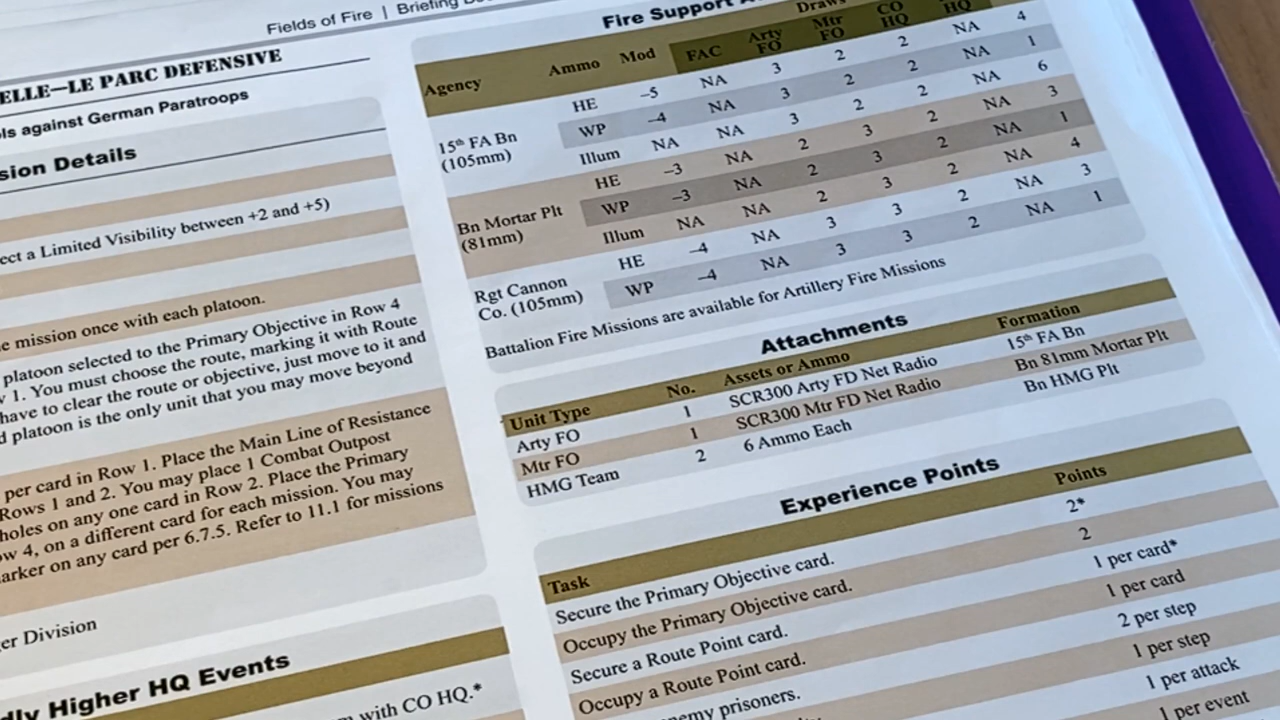 Fields of Fire | Briefing
ELLE—LE PARC DEFENSIVE
against German Paratroops
sion Details
ect a Limited Visibility between +2 and +5)
e mission once with each platoon.
platoon selected to the Primary Objective in Row 4
1. You must choose the route, marking it with Route
have to clear the route or objective, just move to it and
d platoon is the only unit that you may move beyond
per card in Row 1. Place the Main Line of Resistance
Rows 1 and 2. You may place 1 Combat Outpost
holes on any one card in Row 2. Place the Primary
ow 4, on a different card for each mission. You may
arker on any card per 6.7.5. Refer to 11.1 for missions
er Division
dly Higher HQ Events
with CO HQ.*
Fire Support
Draws
Agency Ammo Mod FAC Arty FO Mtr FO CO HQ HQ
15th FA Bn (105mm)
HE –5 NA 3 2 2 NA 4
WP –4 NA 3 2 2 NA 1
Illum NA NA 3 2 2 NA 6
Bn Mortar Plt (81mm)
HE –3 NA 2 3 2 NA 3
WP –3 NA 2 3 2 NA 1
Illum NA NA 2 3 2 NA 4
Rgt Cannon Co. (105mm)
HE –4 NA 3 3 2 NA 3
WP –4 NA 3 3 2 NA 1
Battalion Fire Missions are available for Artillery Fire Missions
Attachments
Unit Type No. Assets or Ammo Formation
Arty FO 1 SCR300 Arty FD Net Radio 15th FA Bn
Mtr FO 1 SCR300 Mtr FD Net Radio Bn 81mm Mortar Plt
HMG Team 2 6 Ammo Each Bn HMG Plt
Experience Points
Task Points
Secure the Primary Objective card. 2*
Occupy the Primary Objective card. 2
Secure a Route Point card. 1 per card*
Occupy a Route Point card. 1 per card
emy prisoners. 2 per step
1 per step
1 per attack
1 per event